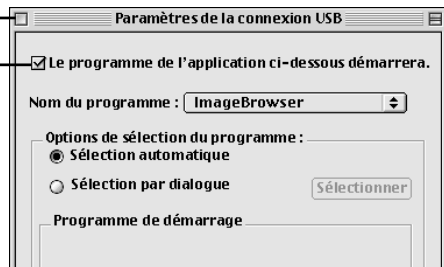 Paramètres de la connexion USB
Le programme de l'application ci-dessous démarrera.
Nom du programme : ImageBrowser
Options de sélection du programme :
Sélection automatique
Sélection par dialogue Sélectionner
Programme de démarrage